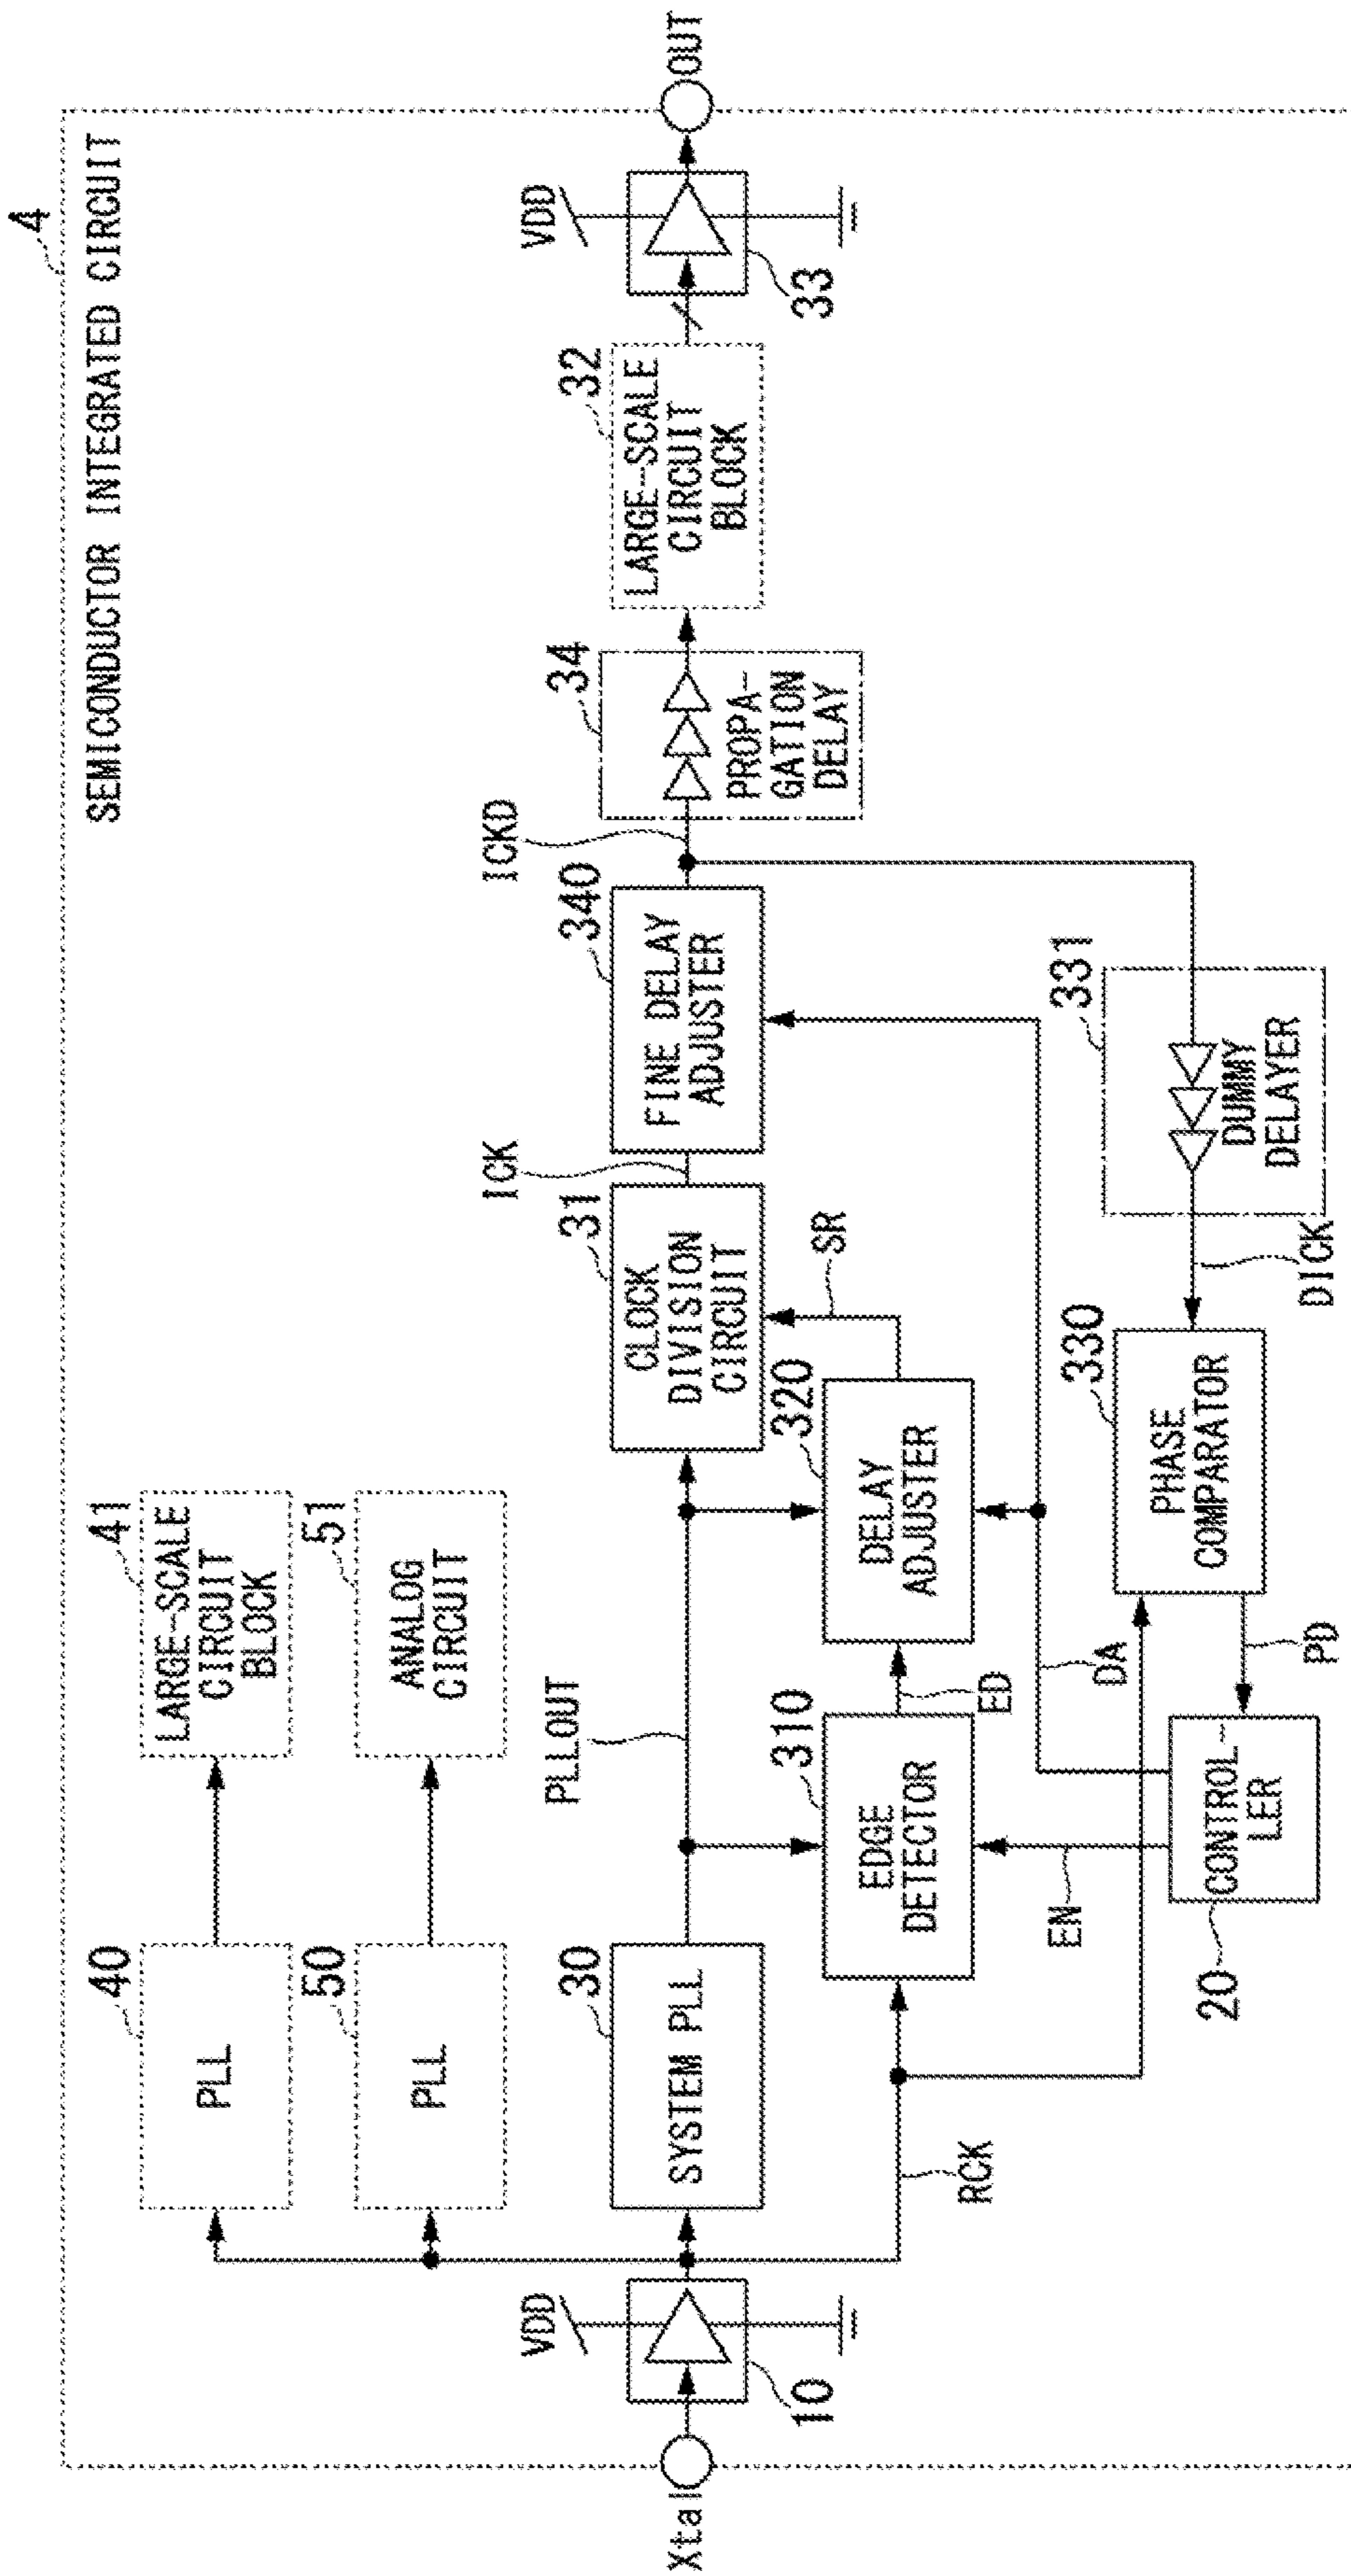 4
SEMICONDUCTOR INTEGRATED CIRCUIT
40
PLL
41
LARGE-SCALE
CIRCUIT
BLOCK
50
PLL
51
ANALOG
CIRCUIT
Xtal
VDD
10
30
SYSTEM PLL
PLLOUT
31
CLOCK
DIVISION
CIRCUIT
ICK
340
FINE DELAY
ADJUSTER
ICKD
34
PROPA-
GATION
DELAY
32
LARGE-SCALE
CIRCUIT
BLOCK
VDD
33
OUT
RCK
310
EDGE
DETECTOR
ED
320
DELAY
ADJUSTER
SR
EN
DA
20
CONTROL-
LER
PD
330
PHASE
COMPARATOR
DICK
331
DUMMY
DELAYER